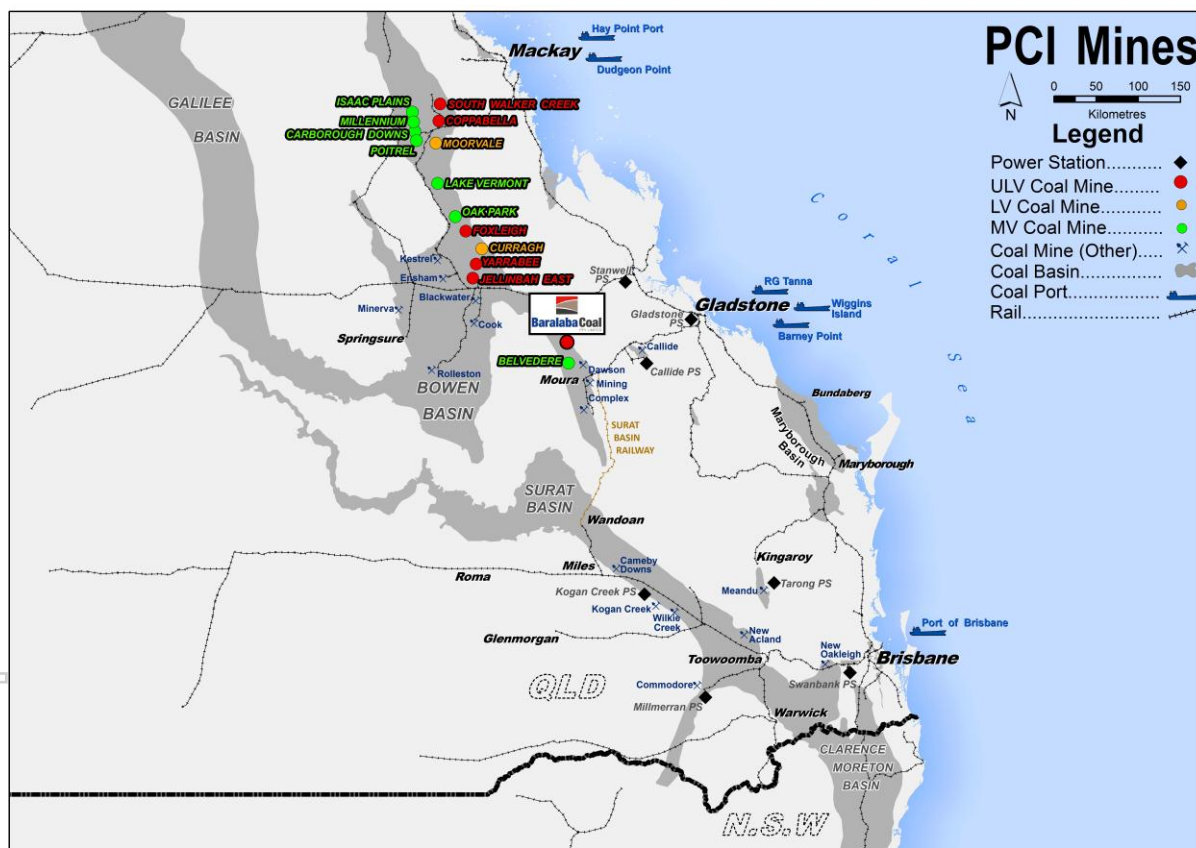 PCI Mines
0 50 100 150
Kilometres
N
Legend
Power Station............
ULV Coal Mine.........
LV Coal Mine............
MV Coal Mine...........
Coal Mine (Other).....
Coal Basin................
Coal Port...................
Rail............................
Hay Point Port
Mackay
Dudgeon Point
GALILEE
BASIN
ISAAC PLAINS
SOUTH WALKER CREEK
MILLENNIUM
COPPABELLA
CARBOROUGH DOWNS
POITREL
MOORVALE
LAKE VERMONT
OAK PARK
FOXLEIGH
CURRAGH
Kestrel
YARRABEE
Ensham
JELLINBAH EAST
Stanwell
PS
Blackwater
Minerva
Cook
Springsure
Rolleston
BOWEN
BASIN
BaralabaCoal
BELVEDERE
Moura
Dawson
Mining
Complex
Gladstone
PS
Gladstone
RG Tanna
Wiggins
Island
Barney Point
Callide
Callide PS
Coral Sea
Bundaberg
Maryborough
Basin
Maryborough
SURAT
BASIN
RAILWAY
SURAT
BASIN
Wandoan
Miles
Cameby
Downs
Roma
Kogan Creek PS
Kogan Creek
Wilkie
Creek
Glenmorgan
Kingaroy
Meandu
Tarong PS
New
Acland
New
Oakleigh
Port of Brisbane
Brisbane
Toowoomba
Swanbank PS
Commodore
Millmerran PS
Warwick
QLD
CLARENCE
MORETON
BASIN
N.S.W